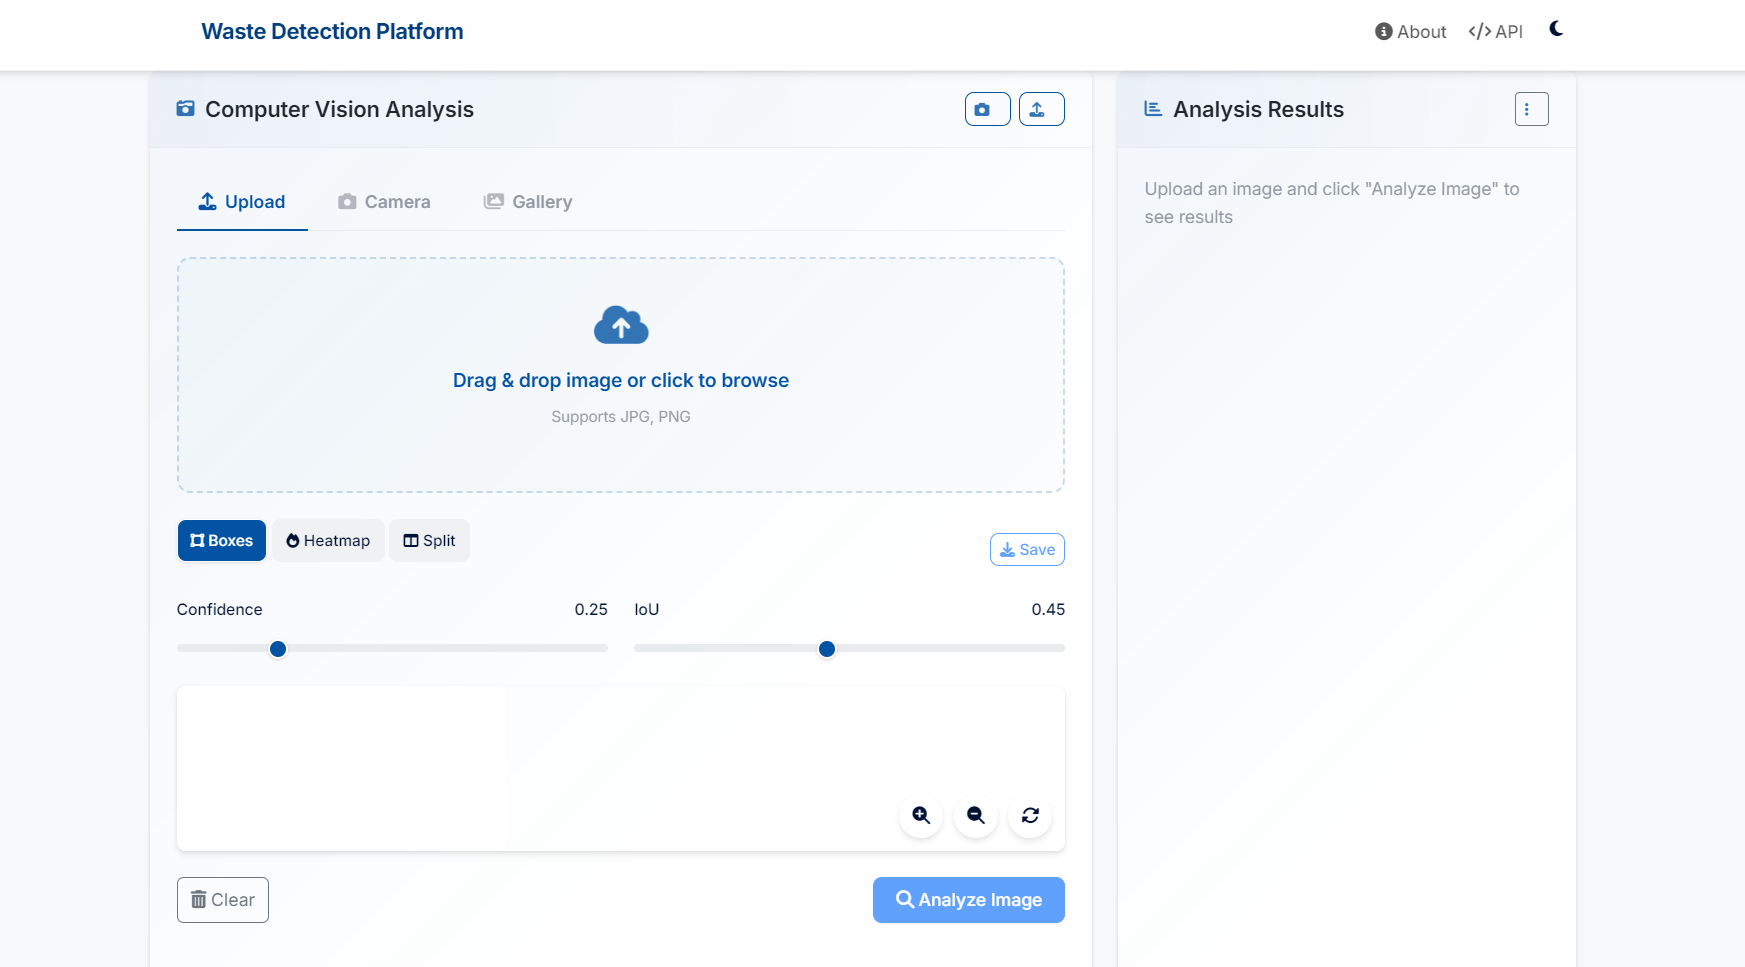 Waste Detection Platform
About
API
Computer Vision Analysis
Upload
Camera
Gallery
Drag & drop image or click to browse
Supports JPG, PNG
Boxes
Heatmap
Split
Save
Confidence
0.25
IoU
0.45
Clear
Analyze Image
Analysis Results
Upload an image and click "Analyze Image" to
see results